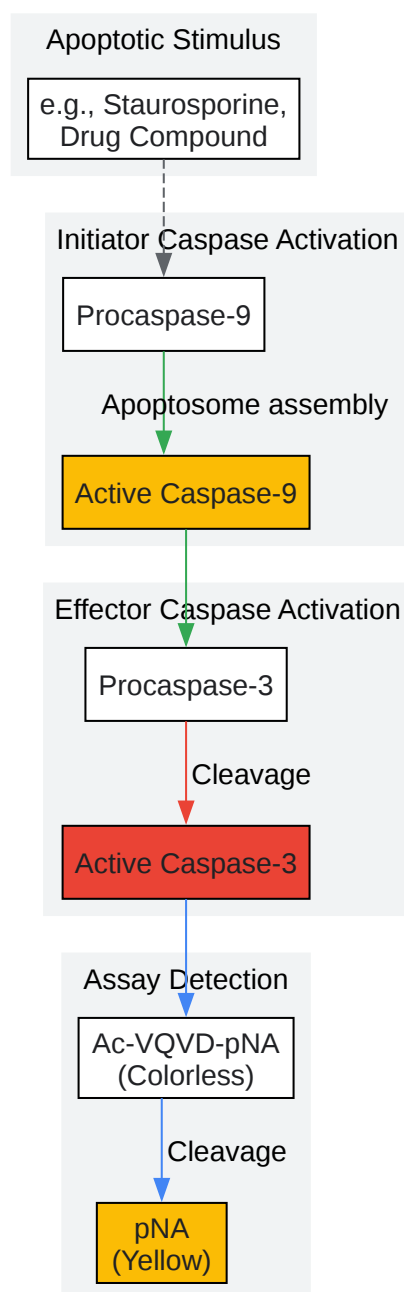 Apoptotic Stimulus
e.g., Staurosporine,
Drug Compound
Initiator Caspase Activation
Procaspase-9
Apoptosome assembly
Active Caspase-9
Effector Caspase Activation
Procaspase-3
Cleavage
Active Caspase-3
Assay Detection
Ac-VQVD-pNA
(Colorless)
Cleavage
pNA
(Yellow)